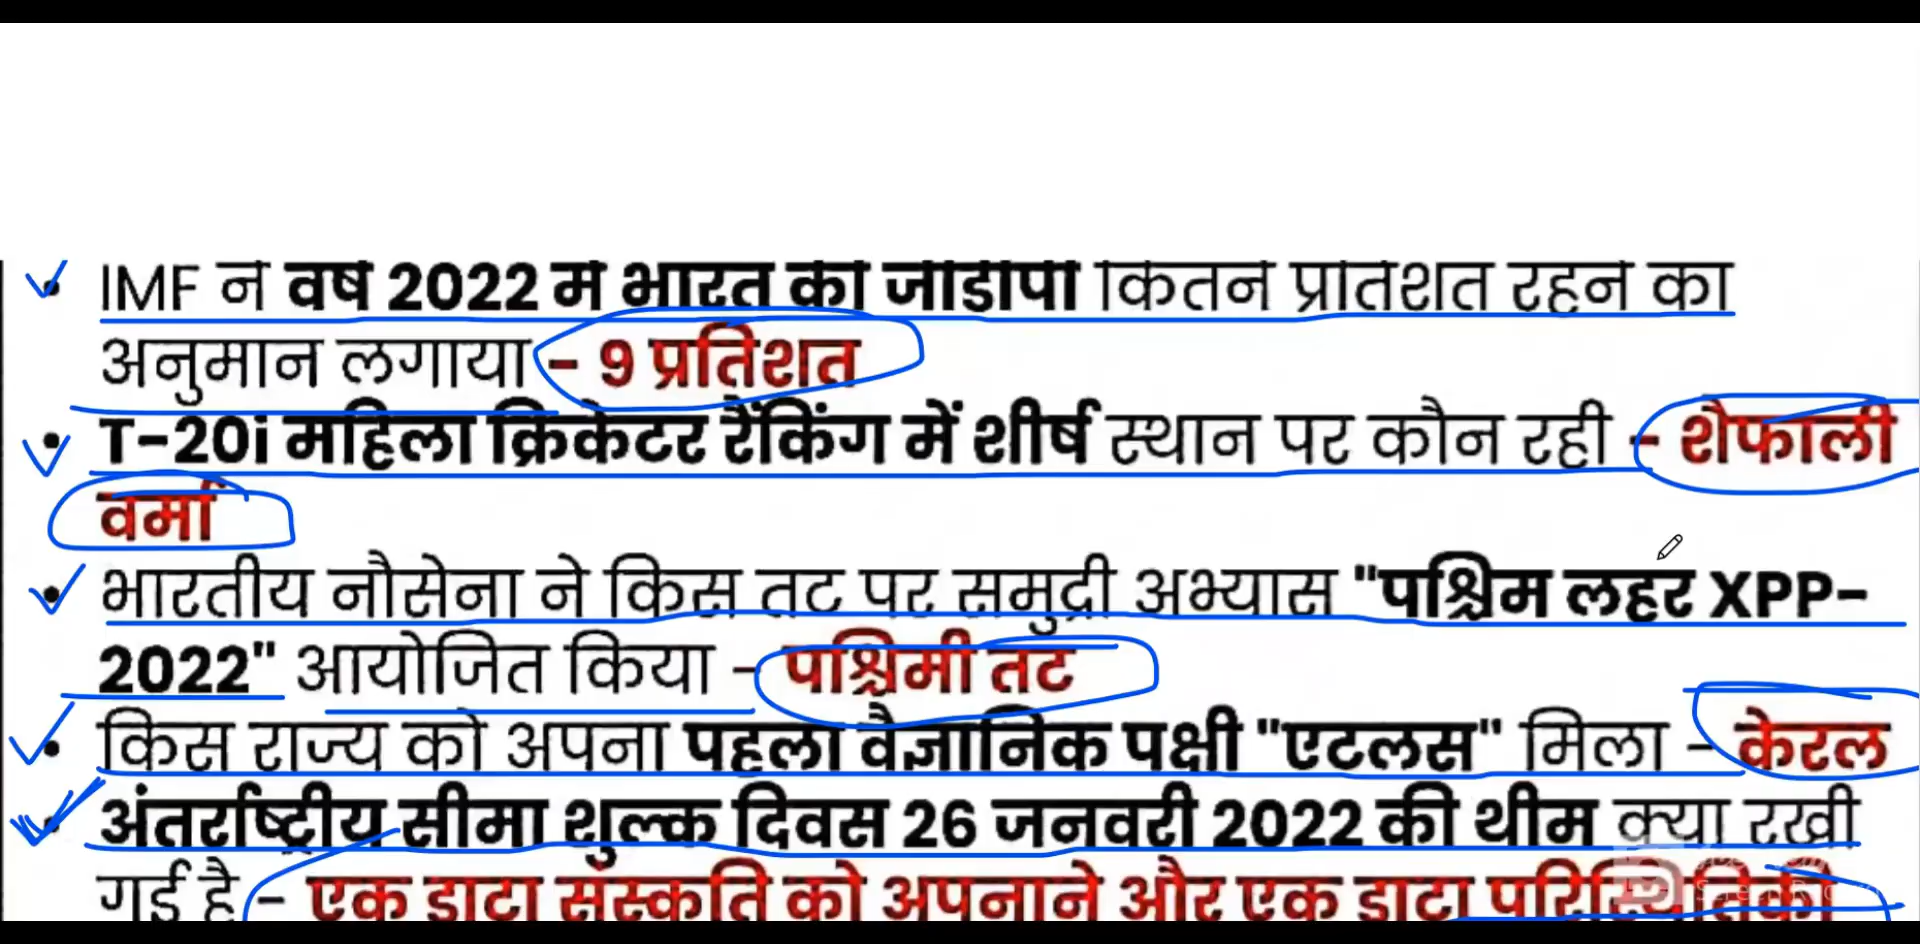 • IMF ने वर्ष 2022 में भारत की जीडीपी कितने प्रतिशत रहने का
अनुमान लगाया - 9 प्रतिशत
• T-20i महिला क्रिकेटर रैंकिंग में शीर्ष स्थान पर कौन रही - शैफाली
वर्मा
• भारतीय नौसेना ने किस तट पर समुद्री अभ्यास "पश्चिम लहर XPP-
2022" आयोजित किया - पश्चिमी तट
• किस राज्य को अपना पहला वैज्ञानिक पक्षी "एटलस" मिला - केरल
• अंतर्राष्ट्रीय सीमा शुल्क दिवस 26 जनवरी 2022 की थीम क्या रखी
गई है - एक डाटा संस्कृति को अपनाने और एक डाटा परिस्थितिकी